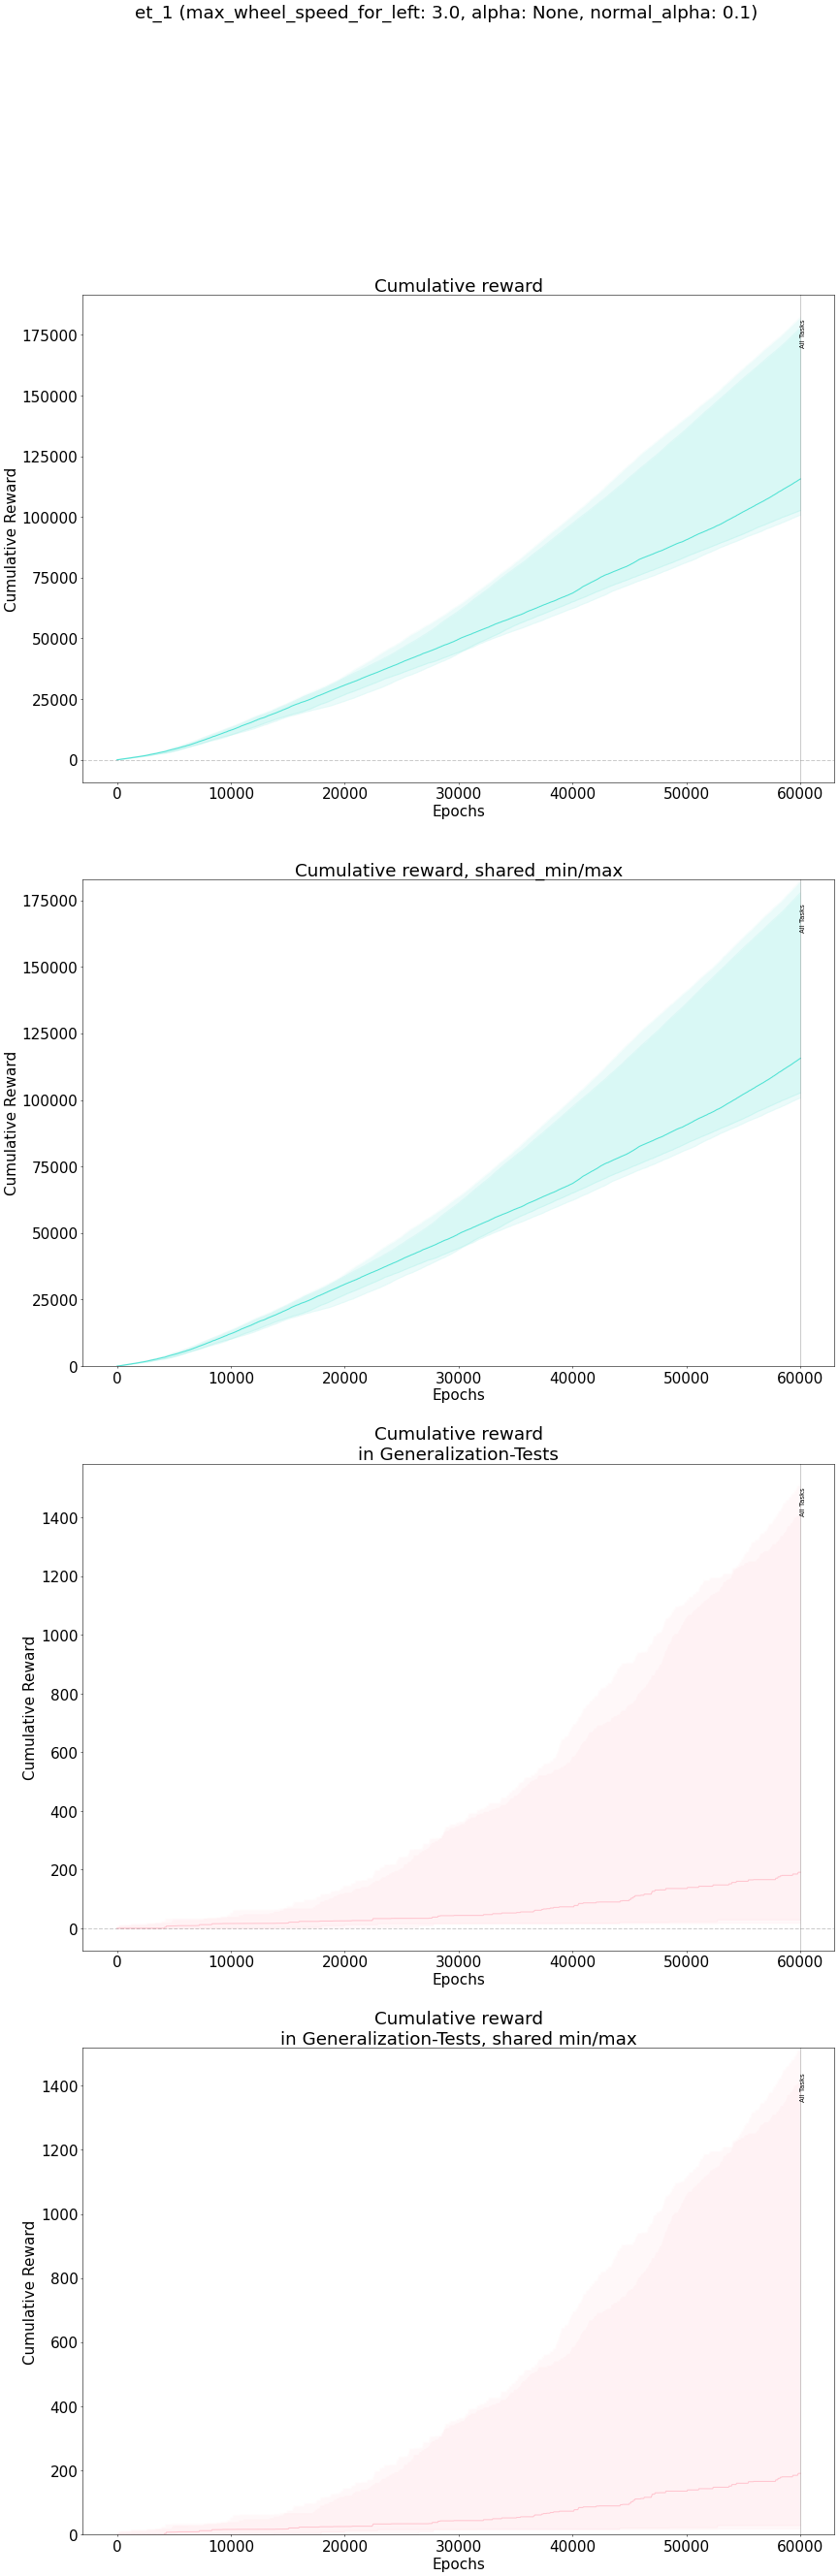 et_1 (max_wheel_speed_for_left: 3.0, alpha: None, normal_alpha: 0.1)
Cumulative reward
175000
150000
125000
100000
75000
50000
25000
0
Cumulative Reward
All Tasks
0 10000 20000 30000 40000 50000 60000
Epochs
Cumulative reward, shared_min/max
175000
150000
125000
100000
75000
50000
25000
0
Cumulative Reward
All Tasks
0 10000 20000 30000 40000 50000 60000
Epochs
Cumulative reward
in Generalization-Tests
1400
1200
1000
800
600
400
200
0
Cumulative Reward
All Tasks
0 10000 20000 30000 40000 50000 60000
Epochs
Cumulative reward
in Generalization-Tests, shared min/max
1400
1200
1000
800
600
400
200
0
Cumulative Reward
All Tasks
0 10000 20000 30000 40000 50000 60000
Epochs